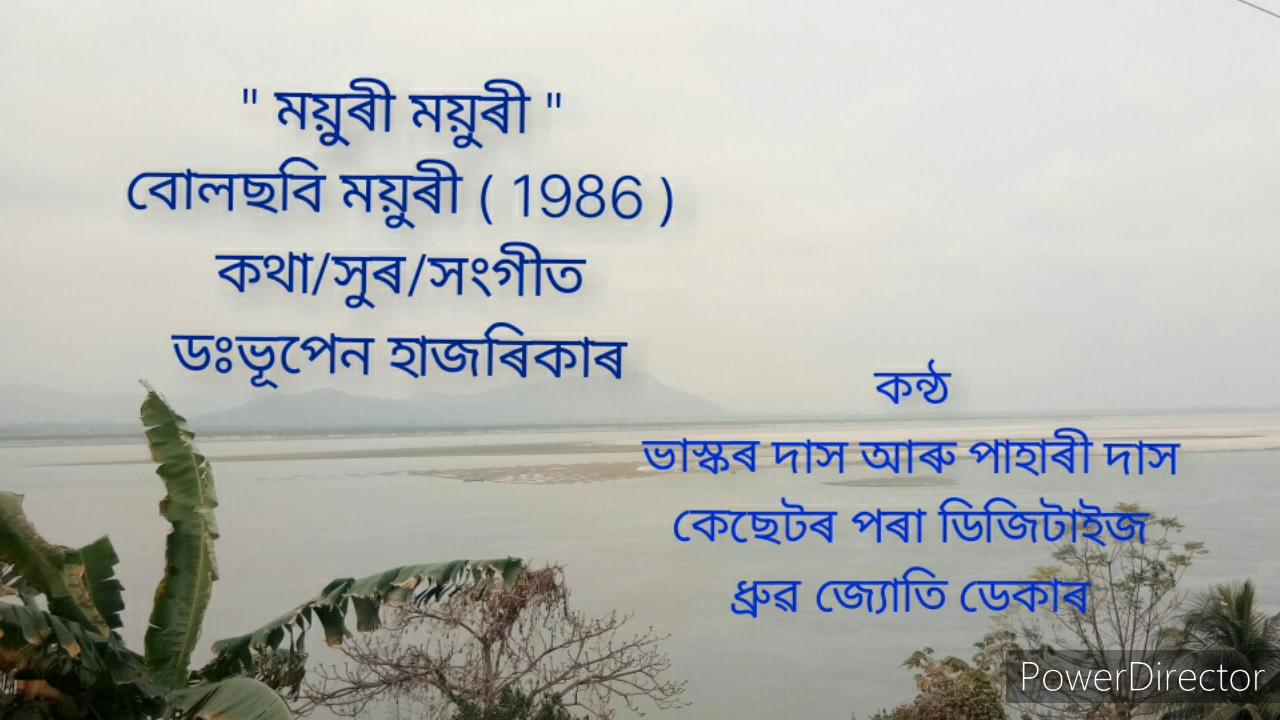 " ময়ুৰী ময়ুৰী "
বোলছবি ময়ুৰী ( 1986 )
কথা/সুৰ/সংগীত
ডঃভূপেন হাজৰিকাৰ
কন্ঠ
ভাস্কৰ দাস আৰু পাহাৰী দাস
কেছেটৰ পৰা ডিজিটাইজ
ধ্ৰুৱ জ্যোতি ডেকাৰ
PowerDirector